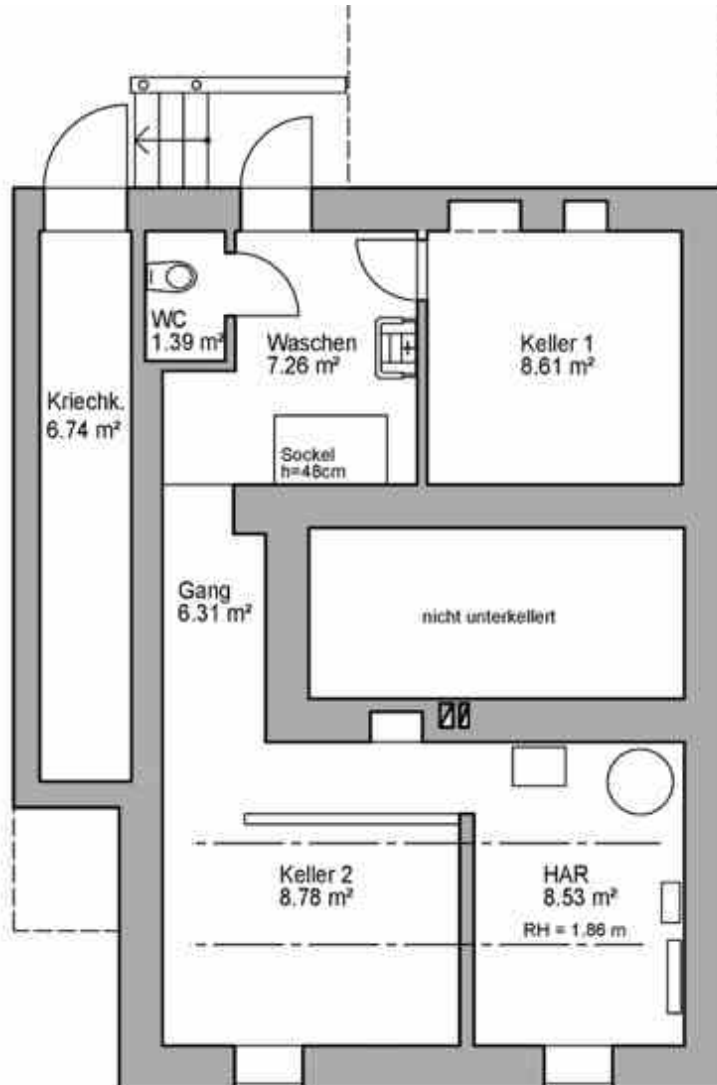 WC
1.39 m²
Waschen
7.26 m²
Keller 1
8.61 m²
Kriechk.
6.74 m²
Sockel
h=48cm
Gang
6.31 m²
nicht unterkellert
Keller 2
8.78 m²
HAR
8.53 m²
RH = 1.86 m